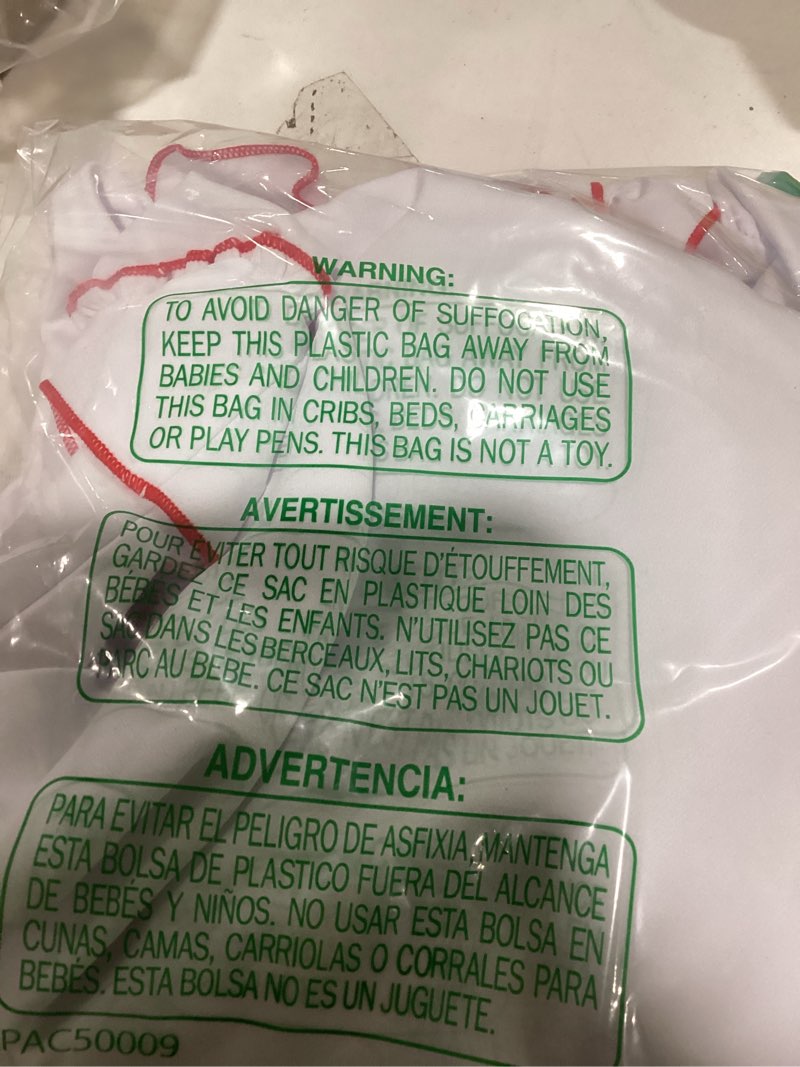 WARNING:
TO AVOID DANGER OF SUFFOCATION,
KEEP THIS PLASTIC BAG AWAY FROM
BABIES AND CHILDREN. DO NOT USE
THIS BAG IN CRIBS, BEDS, CARRIAGES
OR PLAY PENS. THIS BAG IS NOT A TOY.
AVERTISSEMENT:
POUR ÉVITER TOUT RISQUE D'ÉTOUFFEMENT,
GARDEZ CE SAC EN PLASTIQUE LOIN DES
BÉBÉS ET LES ENFANTS. N'UTILISEZ PAS CE
SAC DANS LES BERCEAUX, LITS, CHARIOTS OU
PARC AU BEBE. CE SAC N'EST PAS UN JOUET.
ADVERTENCIA:
PARA EVITAR EL PELIGRO DE ASFIXIA, MANTENGA
ESTA BOLSA DE PLASTICO FUERA DEL ALCANCE
DE BEBÉS Y NIÑOS. NO USAR ESTA BOLSA EN
CUNAS, CAMAS, CARRIOLAS O CORRALES PARA
BEBÉS. ESTA BOLSA NO ES UN JUGUETE.
PAC50009